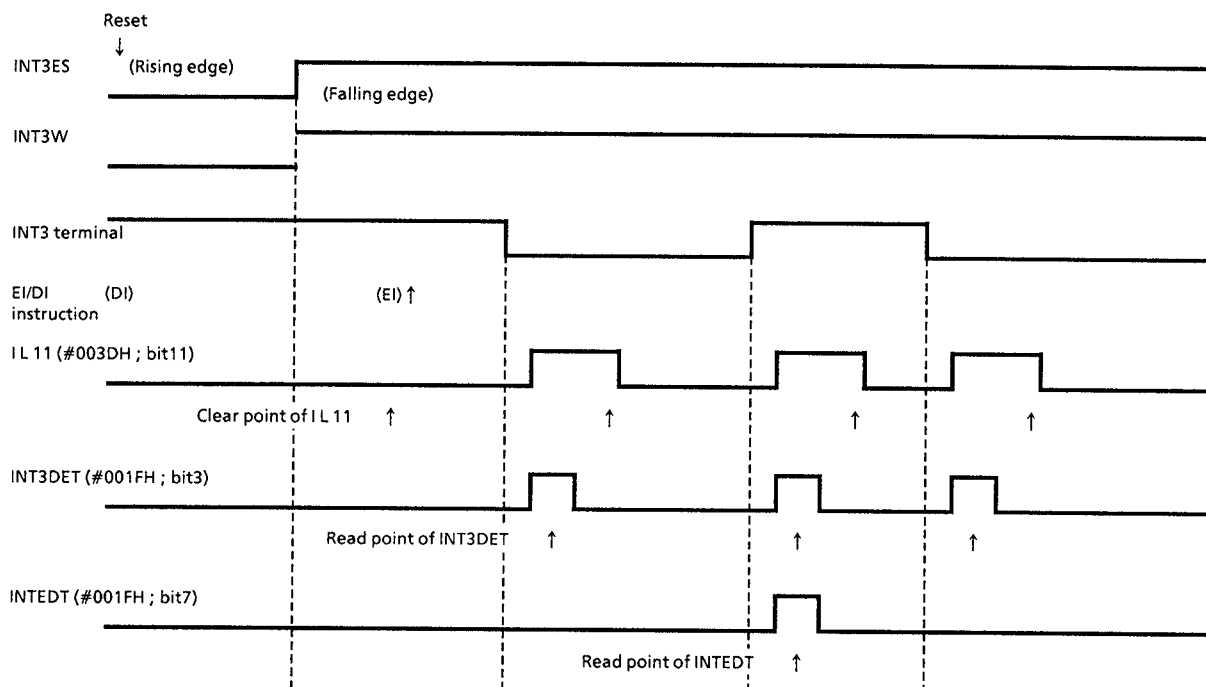 Reset
↓
INT3ES (Rising edge)
(Falling edge)
INT3W
INT3 terminal
EI/DI (DI) (EI) ↑
instruction
I L 11 (#003DH ; bit11)
Clear point of I L 11 ↑ ↑ ↑ ↑
INT3DET (#001FH ; bit3)
Read point of INT3DET ↑ ↑ ↑
INTEDT (#001FH ; bit7)
Read point of INTEDT ↑